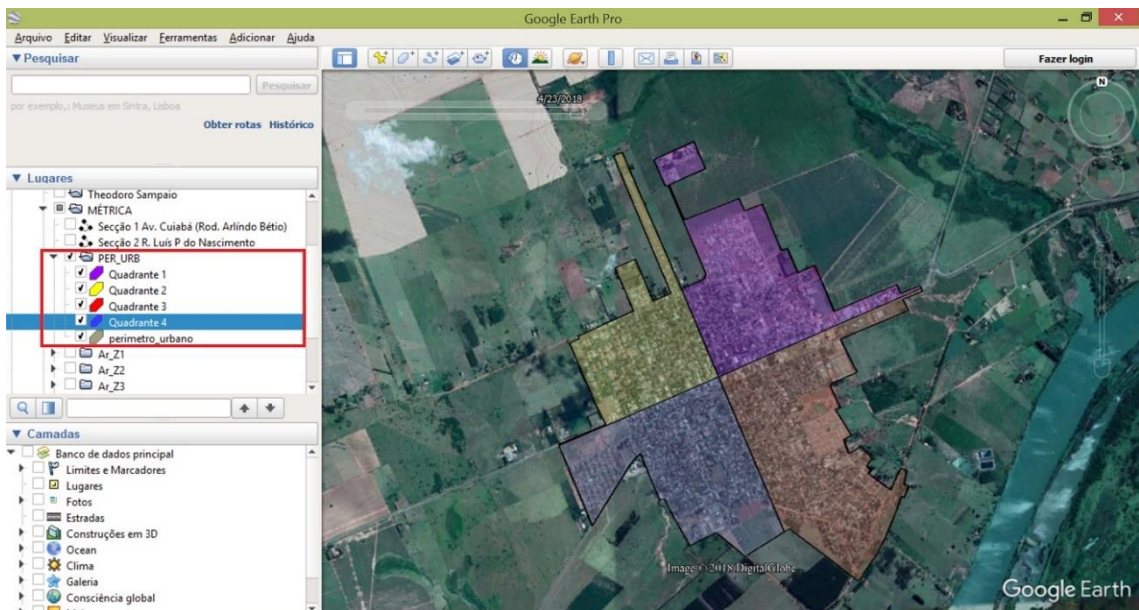 Google Earth Pro
Arquivo Editar Visualizar Ferramentas Adicionar Ajuda
Pesquisar
Pesquisar
por exemplo,: Museus em Sintra, Lisboa
Obter rotas Histórico
Lugares
Theodoro Sampaio
MÉTRICA
Secção 1 Av. Cuiabá (Rod. Arlíndo Bétio)
Secção 2 R. Luís P do Nascimento
PER_URB
Quadrante 1
Quadrante 2
Quadrante 3
Quadrante 4
perimetro_urbano
Ar_Z1
Ar_Z2
Ar_Z3
Camadas
Banco de dados principal
Limites e Marcadores
Lugares
Fotos
Estradas
Construções em 3D
Ocean
Clima
Galeria
Consciência global
Fazer login
4/23/2018
N
Image © 2018 DigitalGlobe
Google Earth